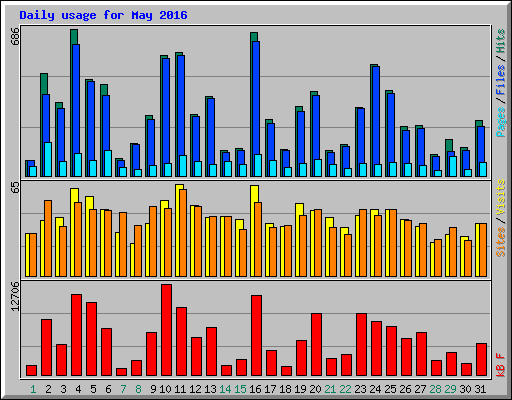 Daily usage for May 2016
686
Pages / Files / Hits
65
Sites / Visits
12706
kB F
1 2 3 4 5 6 7 8 9 10 11 12 13 14 15 16 17 18 19 20 21 22 23 24 25 26 27 28 29 30 31